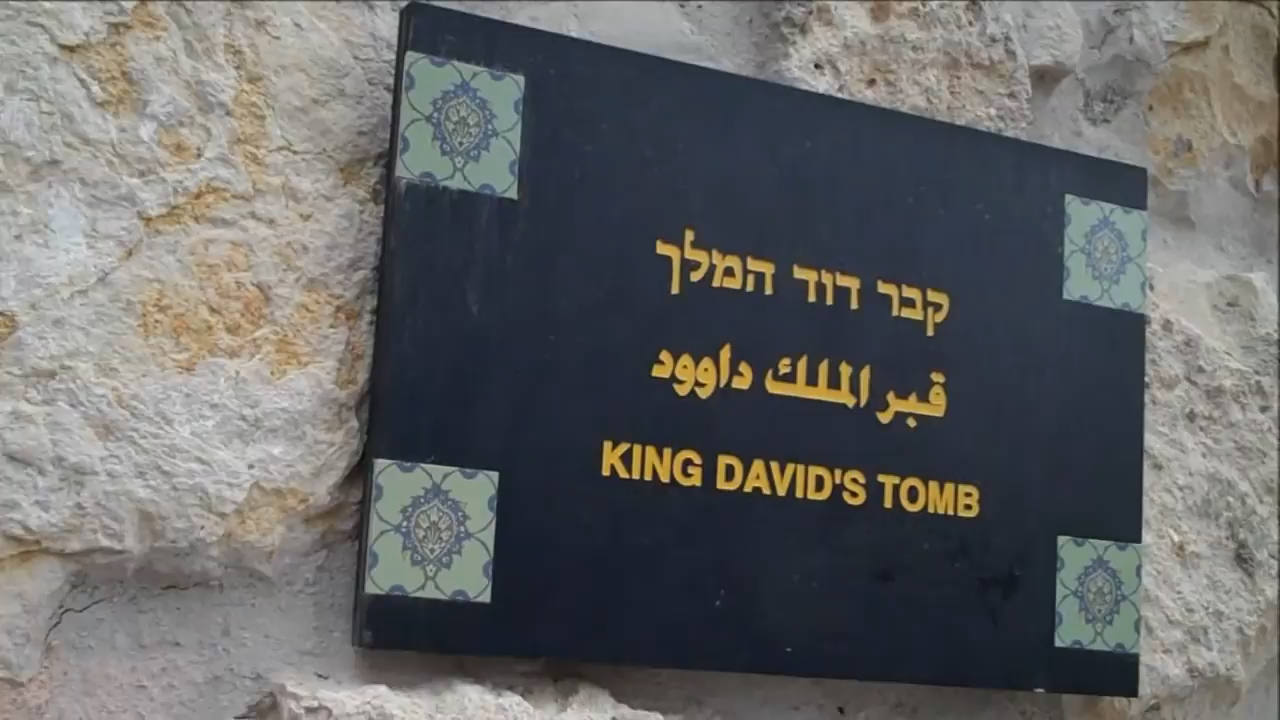 קבר דוד המלך
قبر الملك داوود
KING DAVID'S TOMB